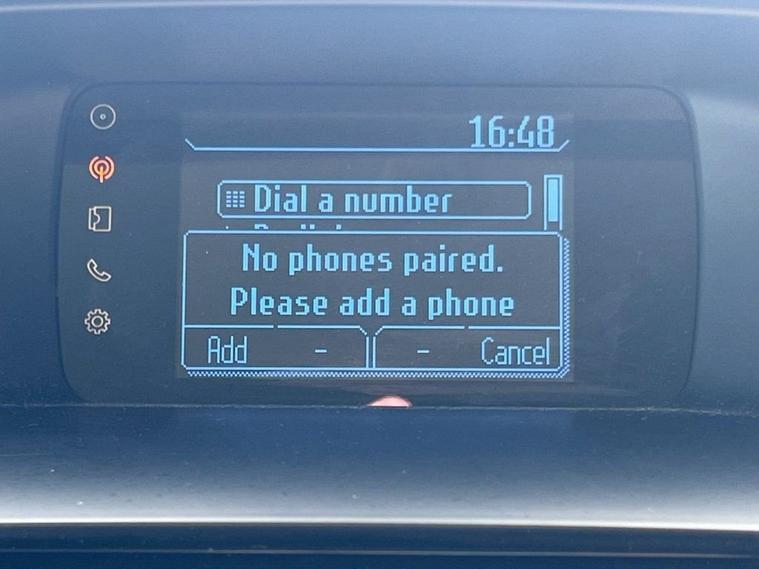 16:48
Dial a number
No phones paired.
Please add a phone
Add - - Cancel